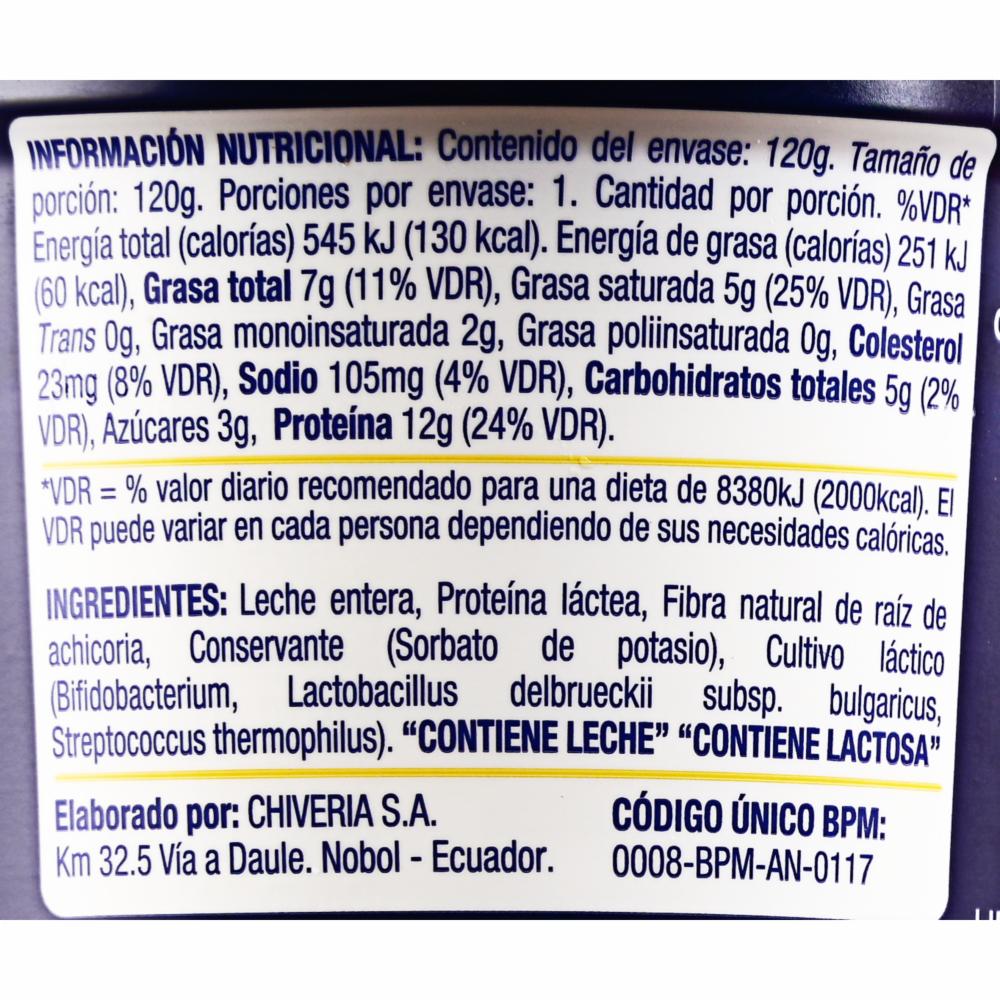 INFORMACIÓN NUTRICIONAL: Contenido del envase: 120g. Tamaño de
porción: 120g. Porciones por envase: 1. Cantidad por porción. %VDR*
Energía total (calorías) 545 kJ (130 kcal). Energía de grasa (calorías) 251 kJ
(60 kcal), Grasa total 7g (11% VDR), Grasa saturada 5g (25% VDR), Grasa
Trans 0g, Grasa monoinsaturada 2g, Grasa poliinsaturada 0g, Colesterol
23mg (8% VDR), Sodio 105mg (4% VDR), Carbohidratos totales 5g (2%
VDR), Azúcares 3g, Proteína 12g (24% VDR).
*VDR = % valor diario recomendado para una dieta de 8380kJ (2000kcal). El
VDR puede variar en cada persona dependiendo de sus necesidades calóricas.
INGREDIENTES: Leche entera, Proteína láctea, Fibra natural de raíz de
achicoria, Conservante (Sorbato de potasio), Cultivo láctico
(Bifidobacterium, Lactobacillus delbrueckii subsp. bulgaricus,
Streptococcus thermophilus). “CONTIENE LECHE” “CONTIENE LACTOSA”
Elaborado por: CHIVERIA S.A.
Km 32.5 Vía a Daule. Nobol - Ecuador.
CÓDIGO ÚNICO BPM:
0008-BPM-AN-0117